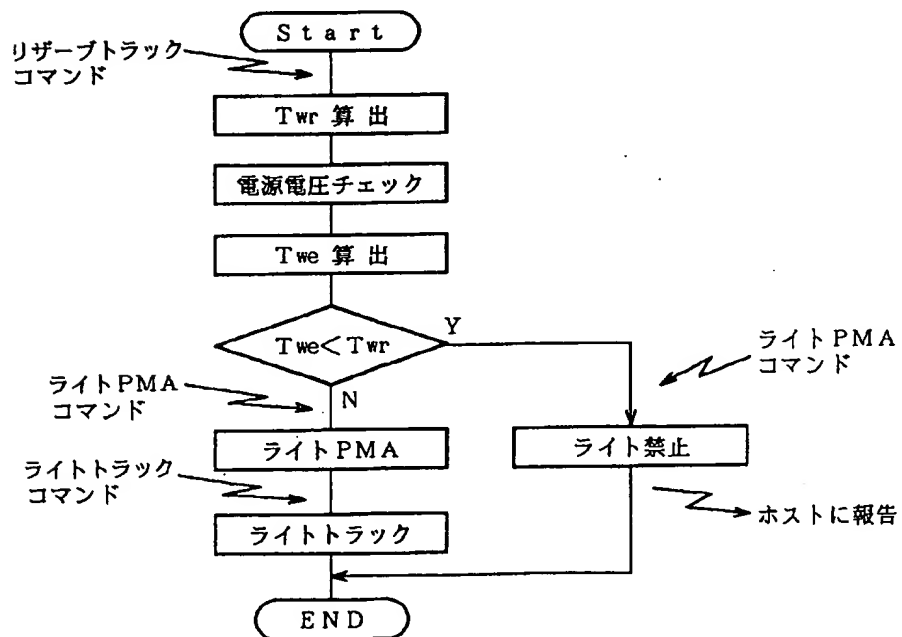 Start
リザーブトラック
コマンド
Twr 算出
電源電圧チェック
Twe 算出
Twe<Twr
Y
N
ライトPMA
コマンド
ライトPMA
コマンド
ライトPMA
ライト禁止
ライトトラック
コマンド
ホストに報告
ライトトラック
END